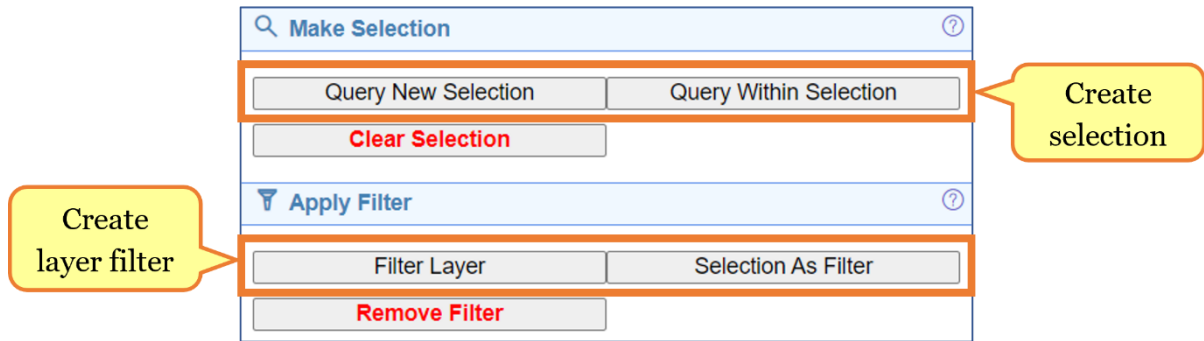 Make Selection
Query New Selection Query Within Selection
Create
selection
Clear Selection
Apply Filter
Create
layer filter
Filter Layer Selection As Filter
Remove Filter